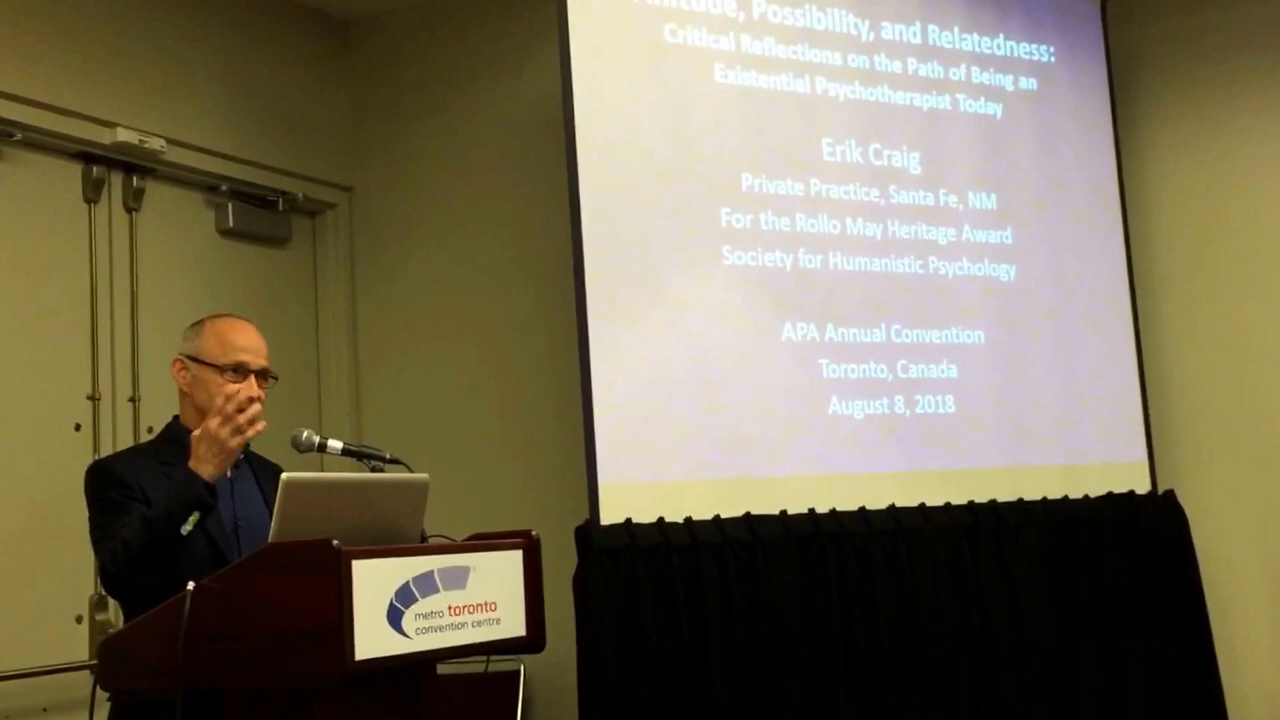 Possibility, and Relatedness:
Critical Reflections on the Path of Being an
Existential Psychotherapist Today
Erik Craig
Private Practice, Santa Fe, NM
For the Rollo May Heritage Award
Society for Humanistic Psychology
APA Annual Convention
Toronto, Canada
August 8, 2018
metro toronto
convention centre